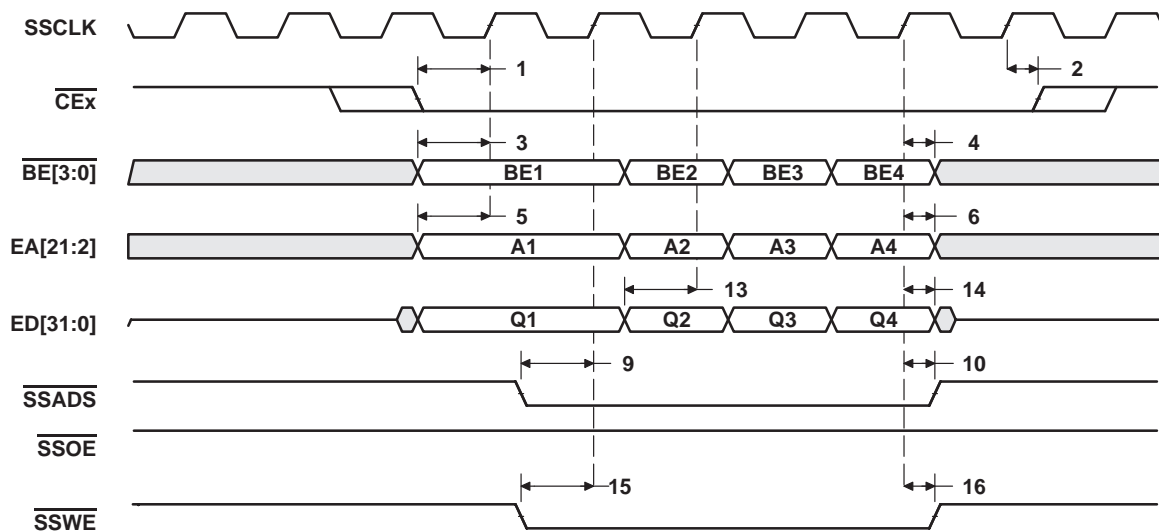 SSCLK
1 2
CEx
3 4
BE[3:0] BE1 BE2 BE3 BE4
5 6
EA[21:2] A1 A2 A3 A4
13 14
ED[31:0] Q1 Q2 Q3 Q4
9 10
SSADS
SSOE
15 16
SSWE